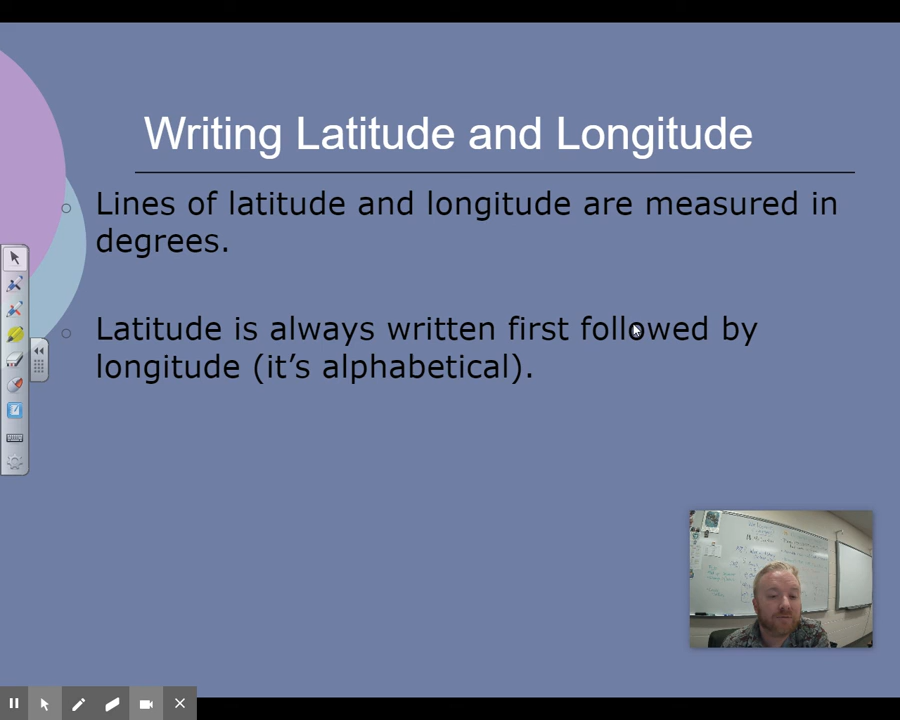 Writing Latitude and Longitude
Lines of latitude and longitude are measured in
degrees.
Latitude is always written first followed by
longitude (it's alphabetical).